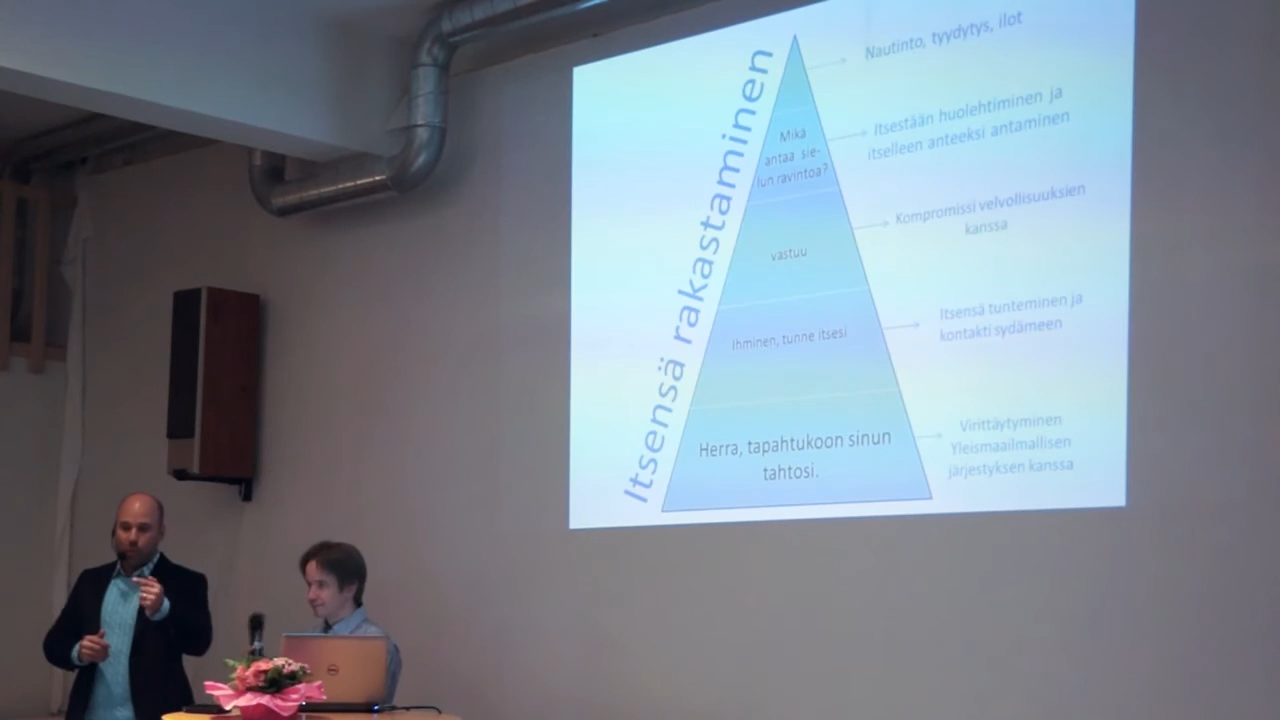 Itsensä rakastaminen
Nautinto, tyydytys, ilot
Mikä
antaa sie-
lun ravintoa?
Itsestään huolehtiminen ja
itselleen anteeksi antaminen
vastuu
Kompromissi velvollisuuksien
kanssa
Ihminen, tunne itsesi
Itsensä tunteminen ja
kontakti sydämeen
Herra, tapahtukoon sinun
tahtosi.
Virittäytyminen
Yleismaailmallisen
järjestyksen kanssa
DELL